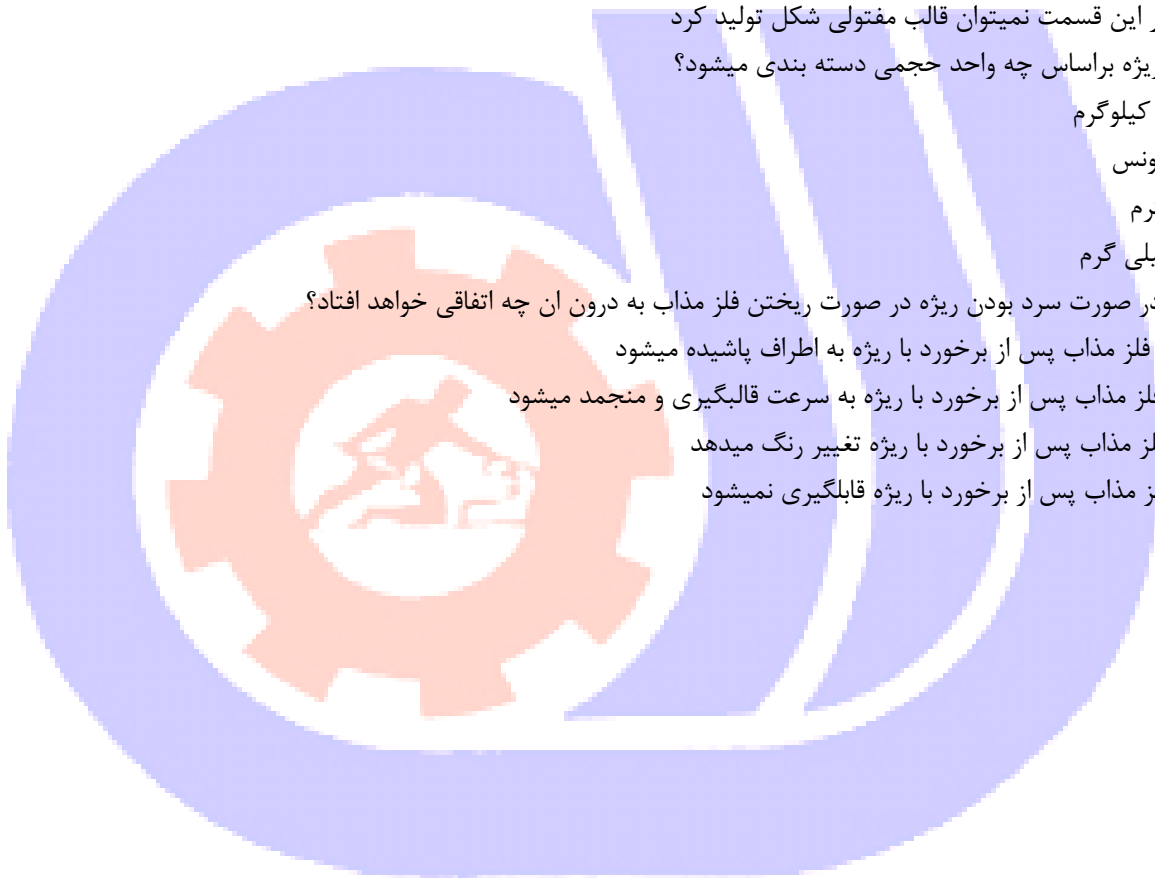 این قسمت نمیتوان قالب مفتولی شکل تولید کرد
ریژه براساس چه واحد حجمی دسته بندی میشود؟
کیلوگرم
ونس
رم
یلی گرم
در صورت سرد بودن ریژه در صورت ریختن فلز مذاب به درون ان چه اتفاقی خواهد افتاد؟
فلز مذاب پس از برخورد با ریژه به اطراف پاشیده میشود
لز مذاب پس از برخورد با ریژه به سرعت قالبگیری و منجمد میشود
لز مذاب پس از برخورد با ریژه تغییر رنگ میدهد
ز مذاب پس از برخورد با ریژه قابلگیری نمیشود